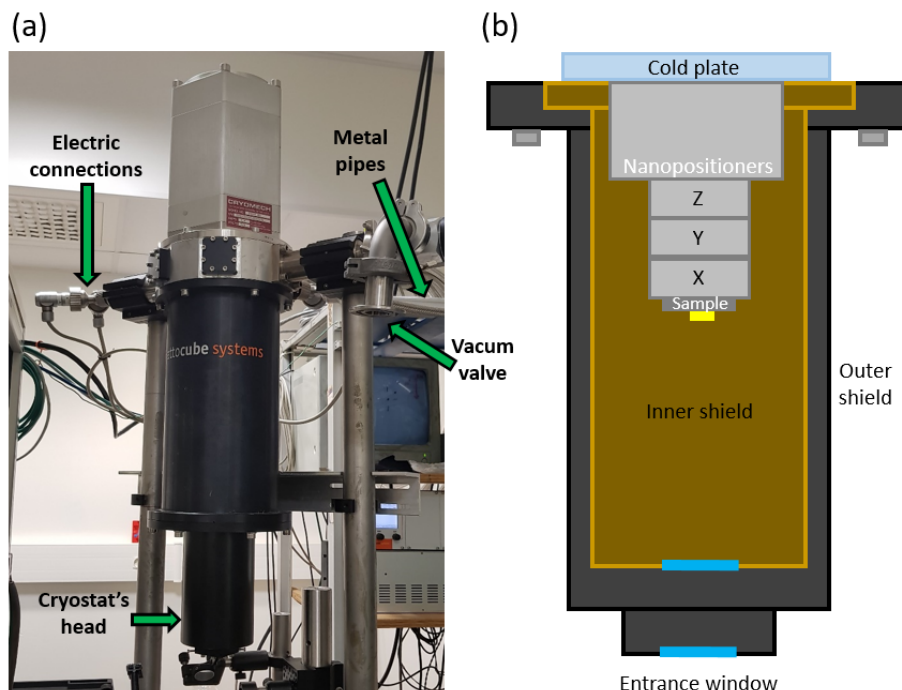 (a)
Electric
connections
Metal
pipes
CRYOMECH
ttocube systems
Vacum
valve
Cryostat's
head
(b)
Cold plate
Nanopositioners
Z
Y
X
Sample
Inner shield
Outer
shield
Entrance window